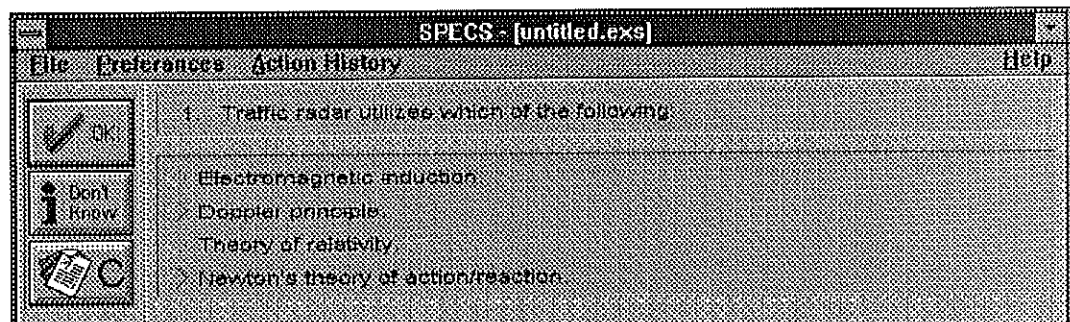 SPECS - [untitled.exs]
File Preferances Action History Help
OK!
1. Traffic radar utilizes which of the following:
Don't
Know
Electromagnetic induction.
Doppler principle.
Theory of relativity.
C
Newton's theory of action/reaction.